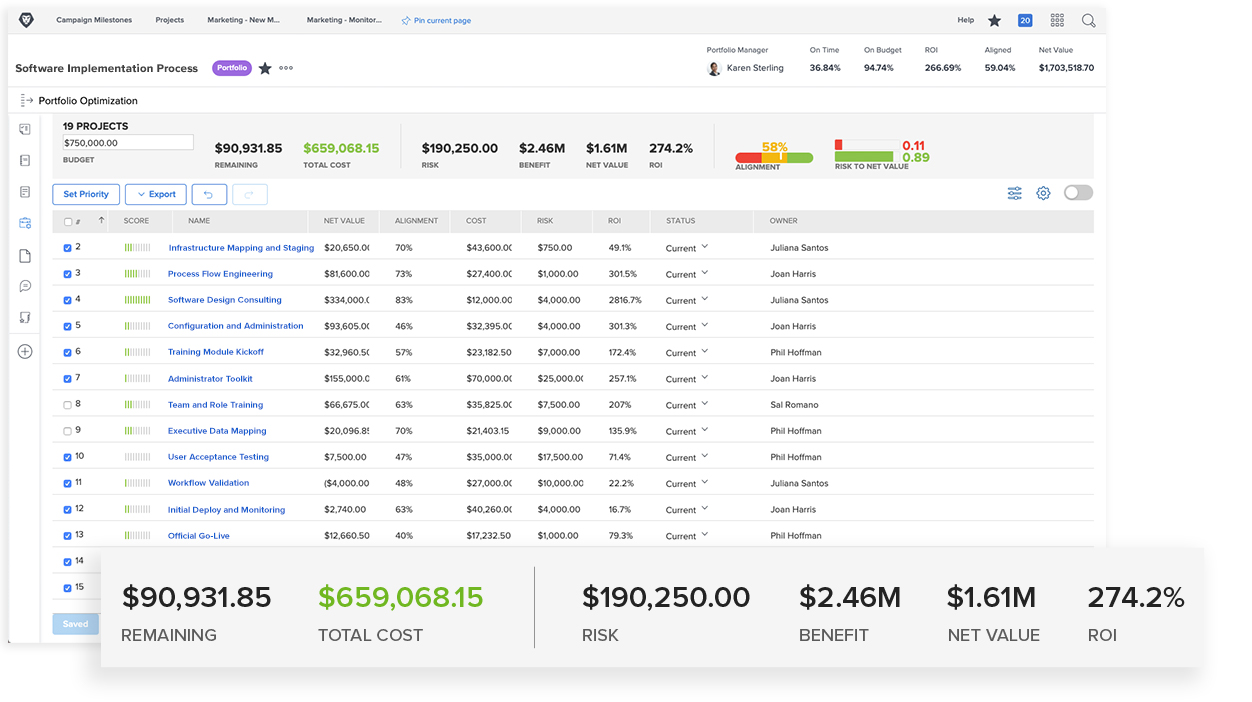 Campaign Milestones Projects Marketing - New M... Marketing - Monitor... Pin current page Help 20
Portfolio Manager On Time On Budget ROI Aligned Net Value
Software Implementation Process Portfolio Karen Sterling 36.84% 94.74% 266.69% 59.04% $1,703,518.70
Portfolio Optimization
19 PROJECTS
$750,000.00
BUDGET
$90,931.85 $659,068.15 $190,250.00 $2.46M $1.61M 274.2% 58% 0.11
0.89
REMAINING TOTAL COST RISK BENEFIT NET VALUE ROI ALIGNMENT RISK TO NET VALUE
Set Priority Export
# SCORE NAME NET VALUE ALIGNMENT COST RISK ROI STATUS OWNER
2 Infrastructure Mapping and Staging $20,650.00 70% $43,600.00 $750.00 49.1% Current Juliana Santos
3 Process Flow Engineering $81,600.00 73% $27,400.00 $1,000.00 301.5% Current Joan Harris
4 Software Design Consulting $334,000.0 83% $12,000.00 $4,000.00 2816.7% Current Juliana Santos
5 Configuration and Administration $93,605.00 46% $32,395.00 $4,000.00 301.3% Current Joan Harris
6 Training Module Kickoff $32,960.50 57% $23,182.50 $7,000.00 172.4% Current Phil Hoffman
7 Administrator Toolkit $155,000.0 61% $70,000.00 $25,000.00 257.1% Current Joan Harris
8 Team and Role Training $66,675.00 63% $35,825.00 $7,500.00 207% Current Sal Romano
9 Executive Data Mapping $20,096.85 70% $21,403.15 $9,000.00 135.9% Current Phil Hoffman
10 User Acceptance Testing $7,500.00 47% $35,000.00 $17,500.00 71.4% Current Phil Hoffman
11 Workflow Validation ($4,000.00 48% $27,000.00 $10,000.00 22.2% Current Juliana Santos
12 Initial Deploy and Monitoring $2,740.00 63% $40,260.00 $4,000.00 16.7% Current Joan Harris
13 Official Go-Live $12,660.50 40% $17,232.50 $1,000.00 79.3% Current Phil Hoffman
14
15
Saved
$90,931.85 $659,068.15 $190,250.00 $2.46M $1.61M 274.2%
REMAINING TOTAL COST RISK BENEFIT NET VALUE ROI